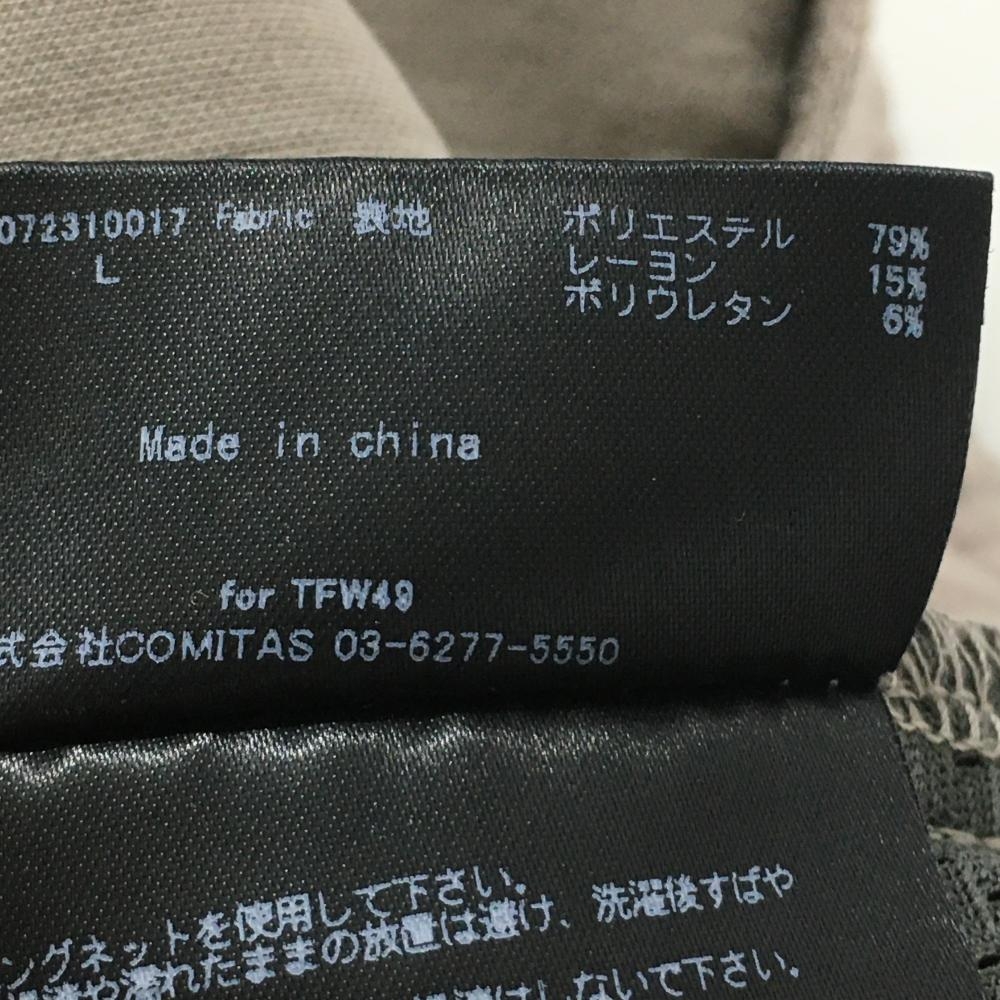 072310017 Fabric 表地 ポリエステル 79%
L レーヨン 15%
ポリウレタン 6%
Made in china
for TFW49
式会社COMITAS 03-6277-5550
ングネットを使用して下さい。
濡れたままの放置は避け、洗濯後すばや
しないで下さい。